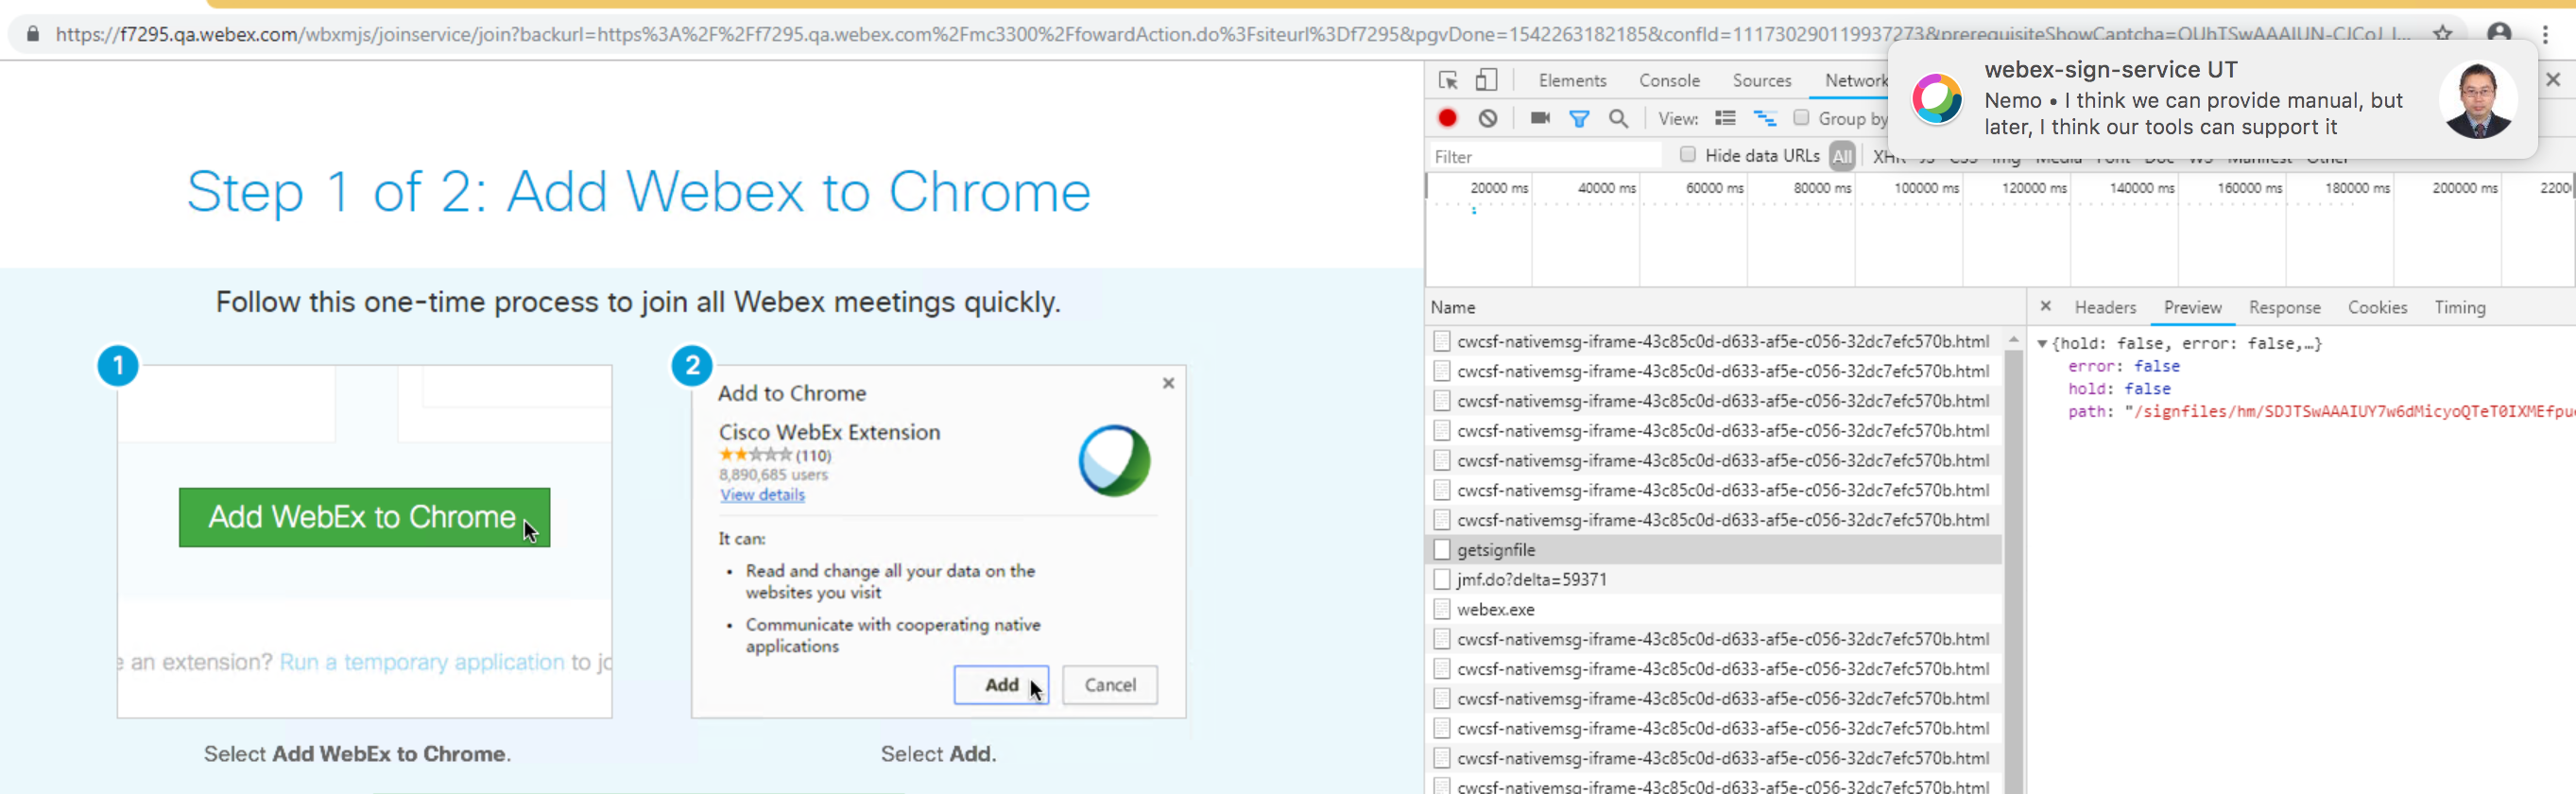 https://f7295.qa.webex.com/wbxmjs/joinservice/join?backurl=https%3A%2F%2Ff7295.qa.webex.com%2Fmc3300%2FfowardAction.do%3Fsiteurl%3Df7295&pgvDone=1542263182185&confId=111730290119937273&prerequisiteShowCaptcha=
webex-sign-service UT
Nemo • I think we can provide manual, but
later, I think our tools can support it
Elements Console Sources Network
View: Group by
Filter Hide data URLs All XHR JS CSS Img Media Font Doc WS Manifest Other
20000 ms 40000 ms 60000 ms 80000 ms 100000 ms 120000 ms 140000 ms 160000 ms 180000 ms 200000 ms 2200
Step 1 of 2: Add Webex to Chrome
Follow this one-time process to join all Webex meetings quickly.
1
Add WebEx to Chrome
e an extension? Run a temporary application to jo
Select Add WebEx to Chrome.
2
Add to Chrome
Cisco WebEx Extension
(110)
8,890,685 users
View details
It can:
• Read and change all your data on the
websites you visit
• Communicate with cooperating native
applications
Add Cancel
Select Add.
Name
cwcsf-nativemsg-iframe-43c85c0d-d633-af5e-c056-32dc7efc570b.html
cwcsf-nativemsg-iframe-43c85c0d-d633-af5e-c056-32dc7efc570b.html
cwcsf-nativemsg-iframe-43c85c0d-d633-af5e-c056-32dc7efc570b.html
cwcsf-nativemsg-iframe-43c85c0d-d633-af5e-c056-32dc7efc570b.html
cwcsf-nativemsg-iframe-43c85c0d-d633-af5e-c056-32dc7efc570b.html
cwcsf-nativemsg-iframe-43c85c0d-d633-af5e-c056-32dc7efc570b.html
cwcsf-nativemsg-iframe-43c85c0d-d633-af5e-c056-32dc7efc570b.html
getsignfile
jmf.do?delta=59371
webex.exe
cwcsf-nativemsg-iframe-43c85c0d-d633-af5e-c056-32dc7efc570b.html
cwcsf-nativemsg-iframe-43c85c0d-d633-af5e-c056-32dc7efc570b.html
cwcsf-nativemsg-iframe-43c85c0d-d633-af5e-c056-32dc7efc570b.html
cwcsf-nativemsg-iframe-43c85c0d-d633-af5e-c056-32dc7efc570b.html
cwcsf-nativemsg-iframe-43c85c0d-d633-af5e-c056-32dc7efc570b.html
cwcsf-nativemsg-iframe-43c85c0d-d633-af5e-c056-32dc7efc570b.html
Headers Preview Response Cookies Timing
{hold: false, error: false,…}
error: false
hold: false
path: "/signfiles/hm/SDJTSwAAAIUY7w6dMicyoQTeT0IXMEfpu